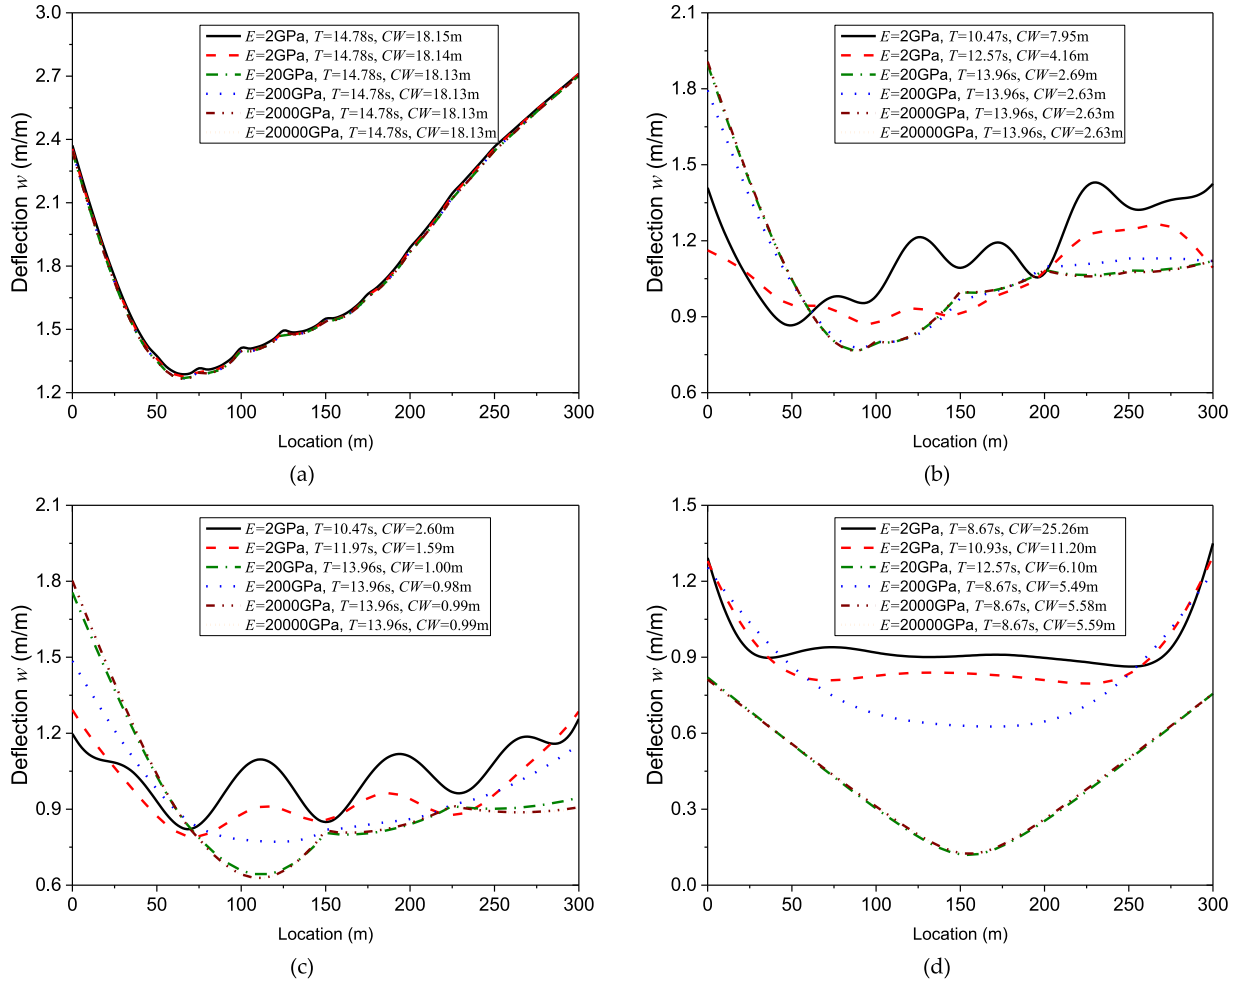 3.0
2.7
2.4
2.1
1.8
1.5
1.2
Deflection w (m/m)
E=2GPa, T=14.78s, CW=18.15m
E=2GPa, T=14.78s, CW=18.14m
E=20GPa, T=14.78s, CW=18.13m
E=200GPa, T=14.78s, CW=18.13m
E=2000GPa, T=14.78s, CW=18.13m
E=20000GPa, T=14.78s, CW=18.13m
0 50 100 150 200 250 300
Location (m)
(a)
2.1
1.8
1.5
1.2
0.9
0.6
Deflection w (m/m)
E=2GPa, T=10.47s, CW=7.95m
E=2GPa, T=12.57s, CW=4.16m
E=20GPa, T=13.96s, CW=2.69m
E=200GPa, T=13.96s, CW=2.63m
E=2000GPa, T=13.96s, CW=2.63m
E=20000GPa, T=13.96s, CW=2.63m
0 50 100 150 200 250 300
Location (m)
(b)
2.1
1.8
1.5
1.2
0.9
0.6
Deflection w (m/m)
E=2GPa, T=10.47s, CW=2.60m
E=2GPa, T=11.97s, CW=1.59m
E=20GPa, T=13.96s, CW=1.00m
E=200GPa, T=13.96s, CW=0.98m
E=2000GPa, T=13.96s, CW=0.99m
E=20000GPa, T=13.96s, CW=0.99m
0 50 100 150 200 250 300
Location (m)
(c)
1.5
1.2
0.9
0.6
0.3
0.0
Deflection w (m/m)
E=2GPa, T=8.67s, CW=25.26m
E=2GPa, T=10.93s, CW=11.20m
E=20GPa, T=12.57s, CW=6.10m
E=200GPa, T=8.67s, CW=5.49m
E=2000GPa, T=8.67s, CW=5.58m
E=20000GPa, T=8.67s, CW=5.59m
0 50 100 150 200 250 300
Location (m)
(d)